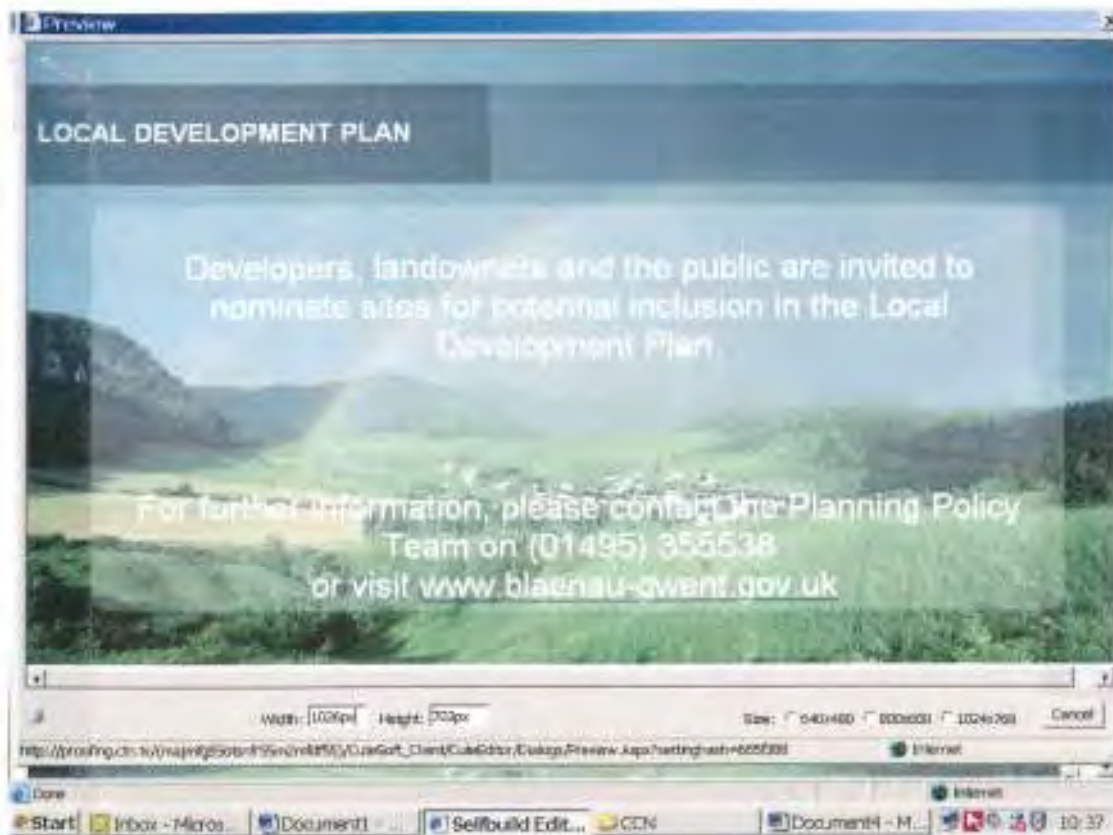 Preview
LOCAL DEVELOPMENT PLAN
Developers, landowners and the public are invited to
nominate sites for potential inclusion in the Local
Development Plan.
For further information, please contact the Planning Policy
Team on (01495) 355538
or visit www.blaenau-gwent.gov.uk
Width: 1026px Height: 703px Size: 640x480 800x600 1024x768 Cancel
Internet
Done Internet
Start Inbox - Micros... Document1 - ... Selfbuild Edit... CCN Document4 - M... 10:37